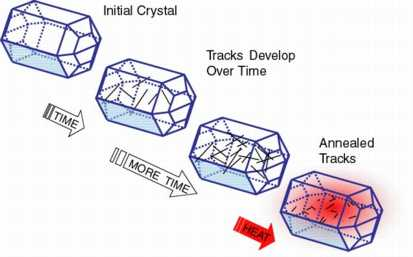 Initial Crystal
Tracks Develop
Over Time
TIME
MORE TIME
Annealed
Tracks
HEAT